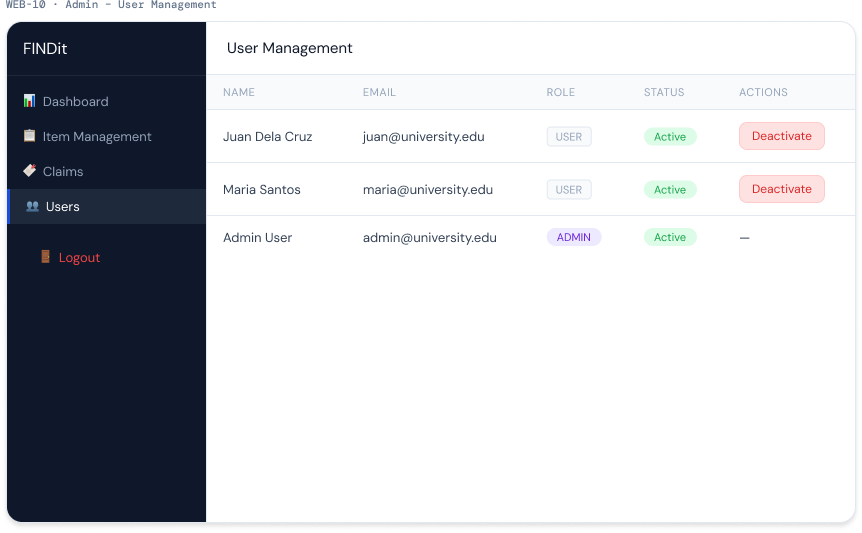 WEB-10 · Admin – User Management
FINDit
User Management
Dashboard
Item Management
Claims
Users
Logout
NAME EMAIL ROLE STATUS ACTIONS
Juan Dela Cruz juan@university.edu USER Active Deactivate
Maria Santos maria@university.edu USER Active Deactivate
Admin User admin@university.edu ADMIN Active —